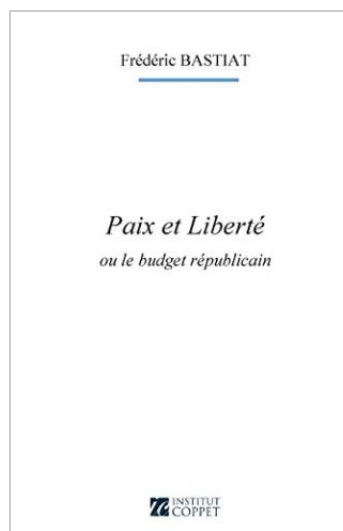 Frédéric BASTIAT
Paix et Liberté
ou le budget républicain
INSTITUT
COPPET